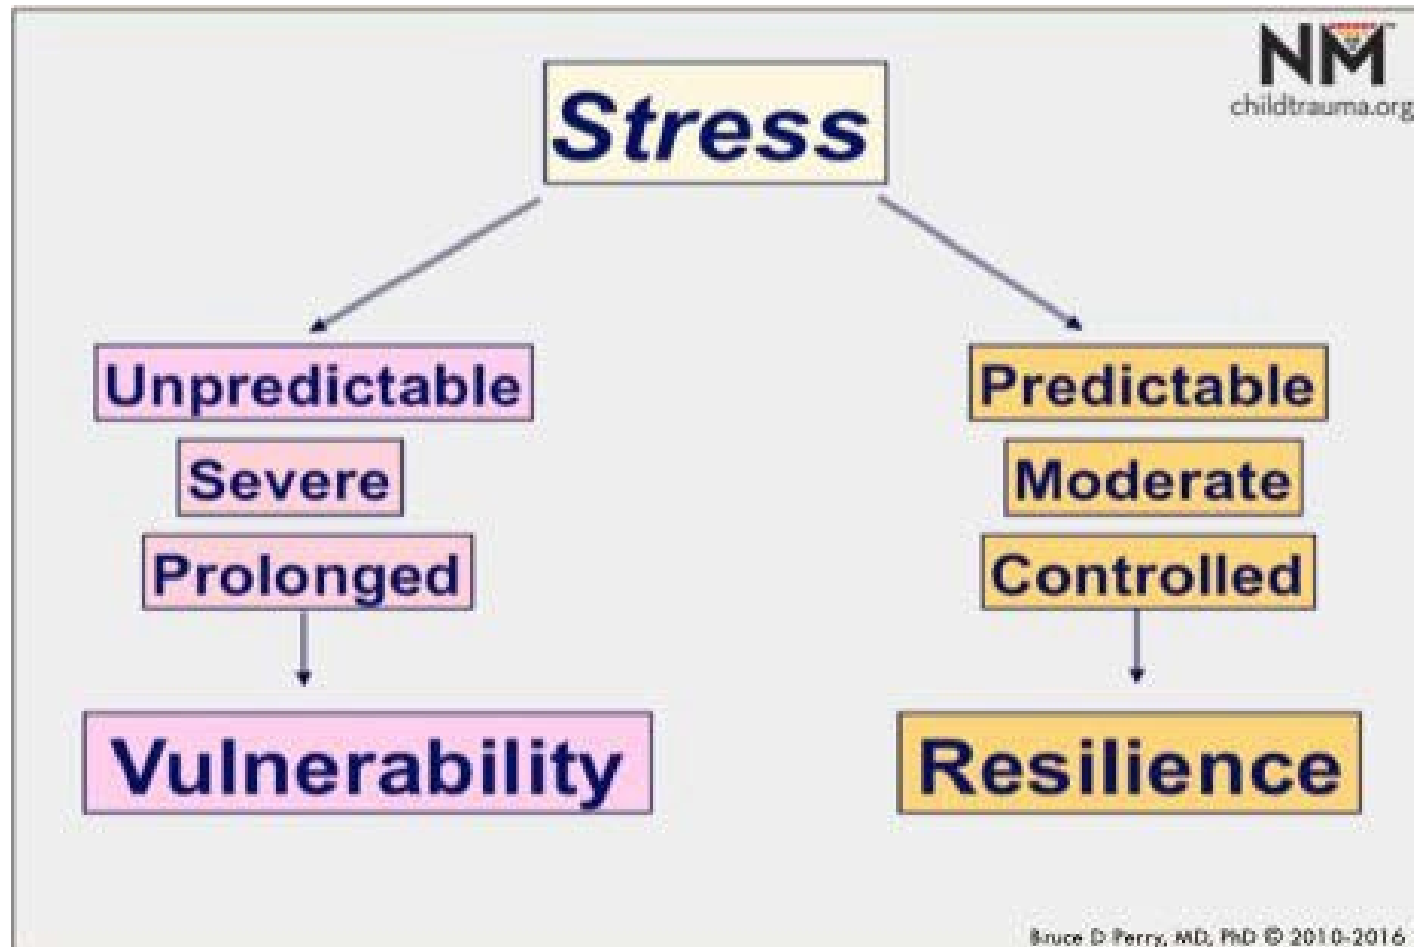 NM
childtrauma.org
Stress
Unpredictable
Severe
Prolonged
Vulnerability
Predictable
Moderate
Controlled
Resilience
Bruce D Perry, MD, PhD © 2010-2016